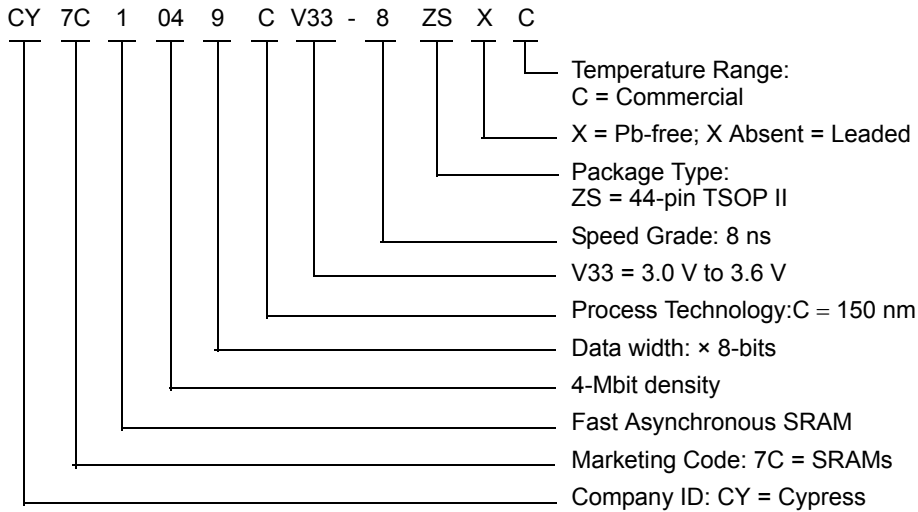 CY 7C 1 04 9 C V33 - 8 ZS X C
Temperature Range:
C = Commercial
X = Pb-free; X Absent = Leaded
Package Type:
ZS = 44-pin TSOP II
Speed Grade: 8 ns
V33 = 3.0 V to 3.6 V
Process Technology:C = 150 nm
Data width: × 8-bits
4-Mbit density
Fast Asynchronous SRAM
Marketing Code: 7C = SRAMs
Company ID: CY = Cypress